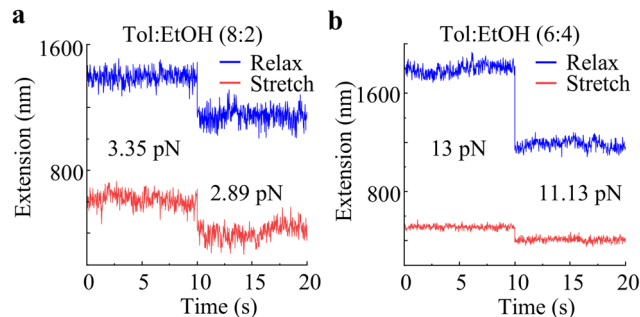 a
Tol:EtOH (8:2)
Extension (nm)
1600
800
Relax
Stretch
3.35 pN
2.89 pN
0 5 10 15 20
Time (s)
b
Tol:EtOH (6:4)
Extension (nm)
1600
800
Relax
Stretch
13 pN
11.13 pN
0 5 10 15 20
Time (s)